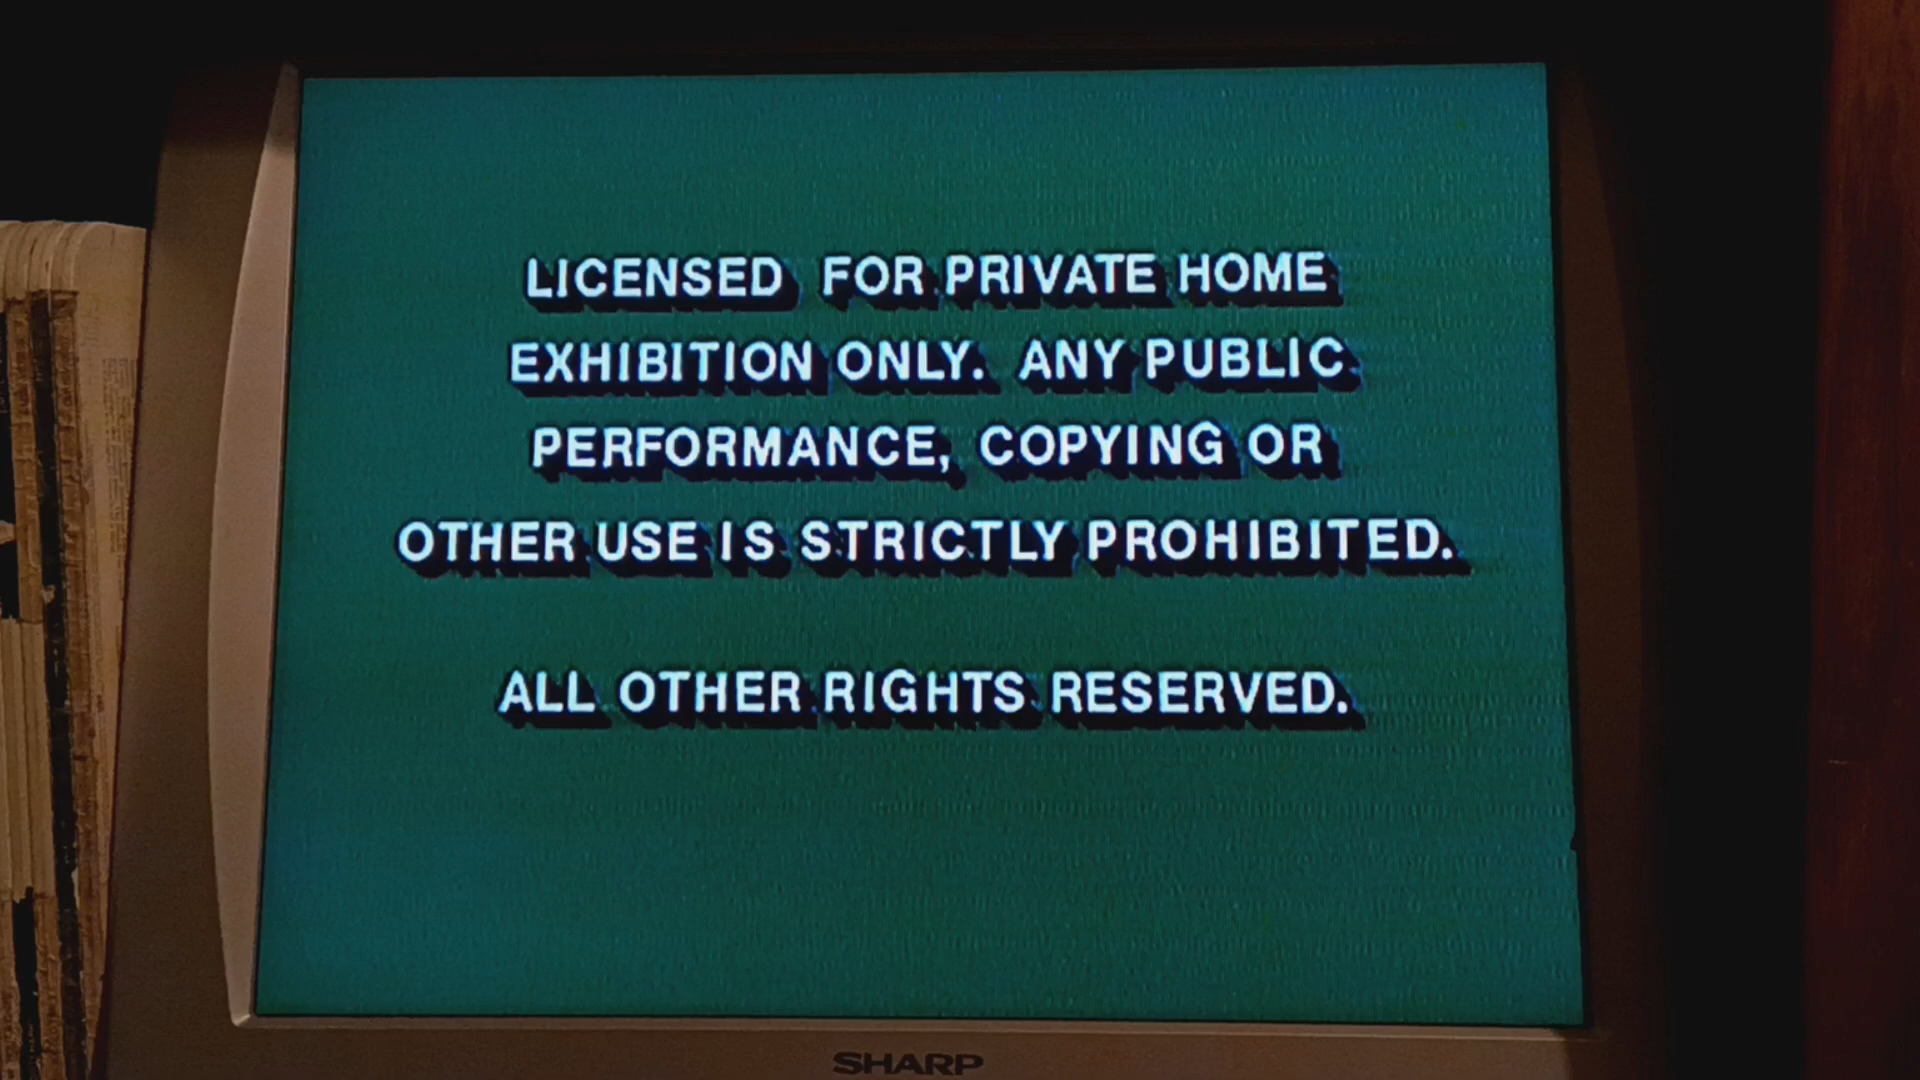 LICENSED FOR PRIVATE HOME
EXHIBITION ONLY. ANY PUBLIC
PERFORMANCE, COPYING OR
OTHER USE IS STRICTLY PROHIBITED.
ALL OTHER RIGHTS RESERVED.
SHARP